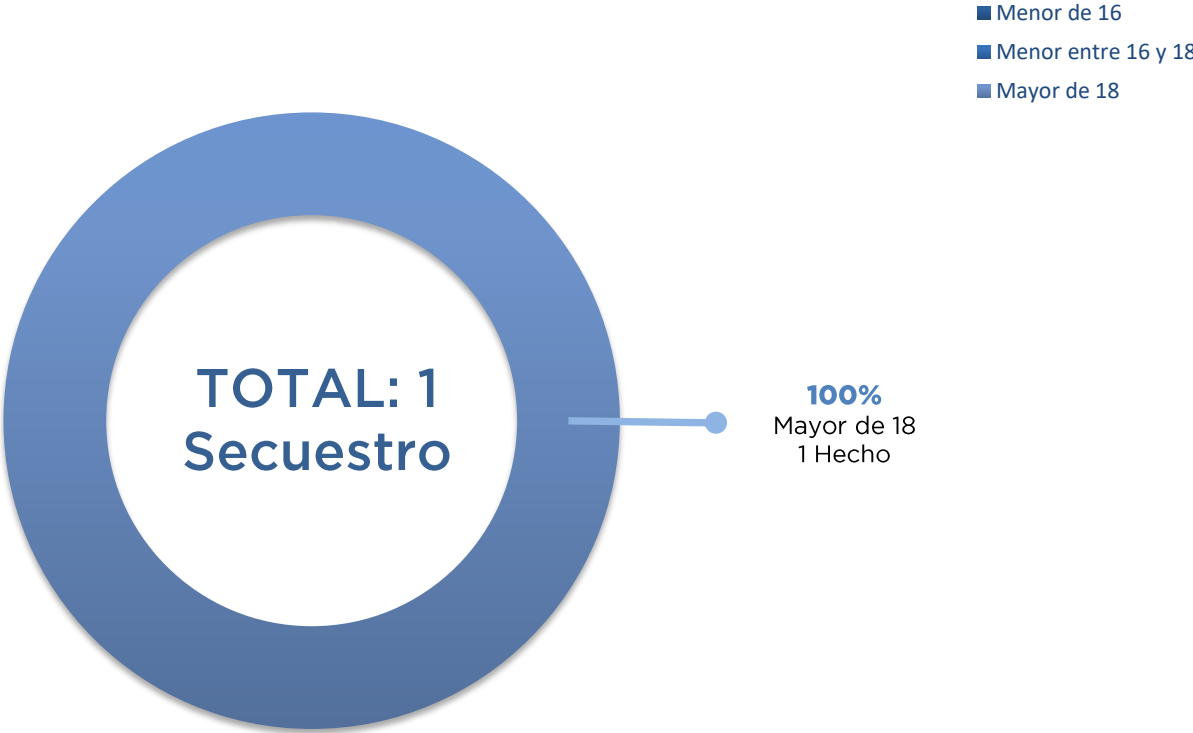 Menor de 16
Menor entre 16 y 18
Mayor de 18
TOTAL: 1
Secuestro
100%
Mayor de 18
1 Hecho